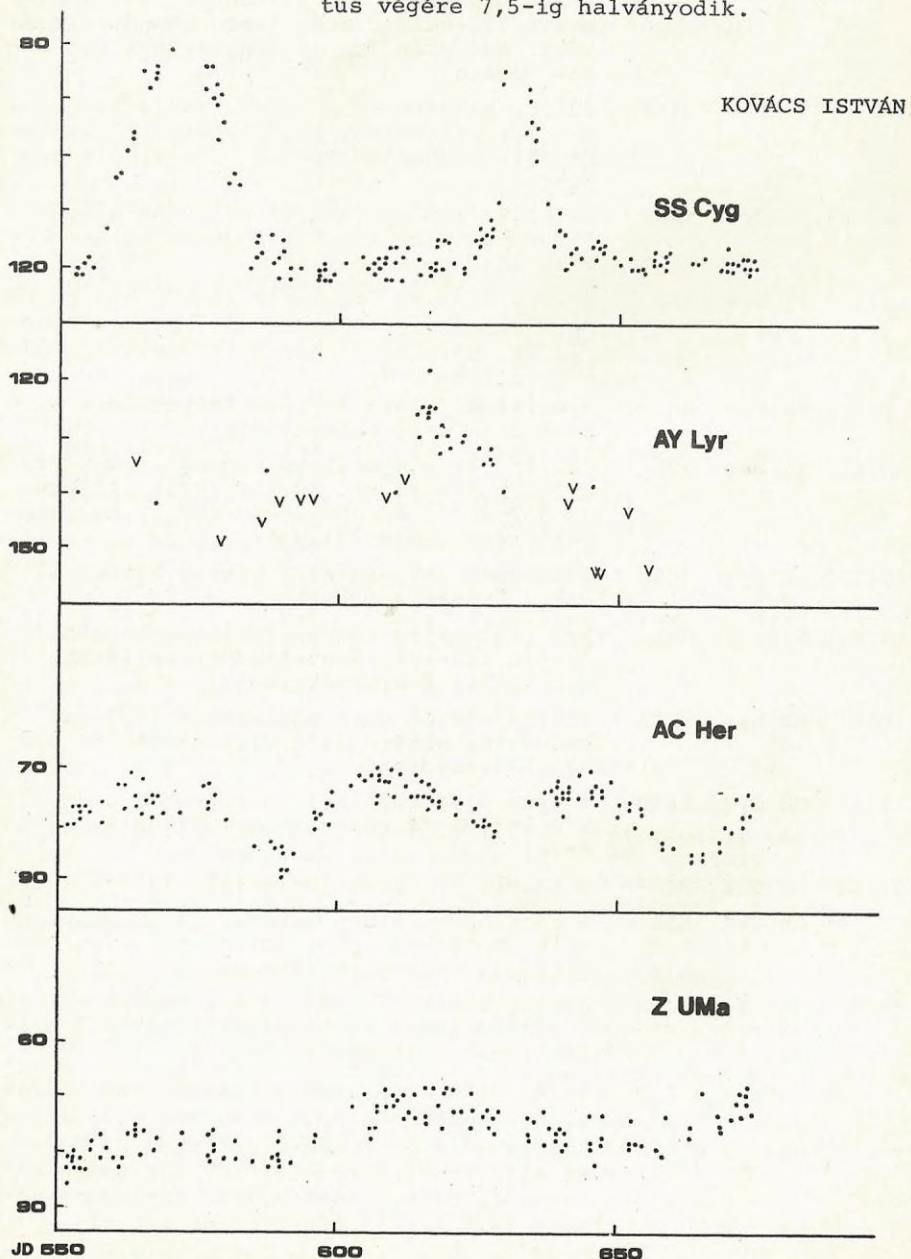 tus végére 7,5-ig halványodik.
80
KOVÁCS ISTVÁN
SS Cyg
120
120
AY Lyr
150
AC Her
70
90
Z UMa
60
90
JD 550 600 650